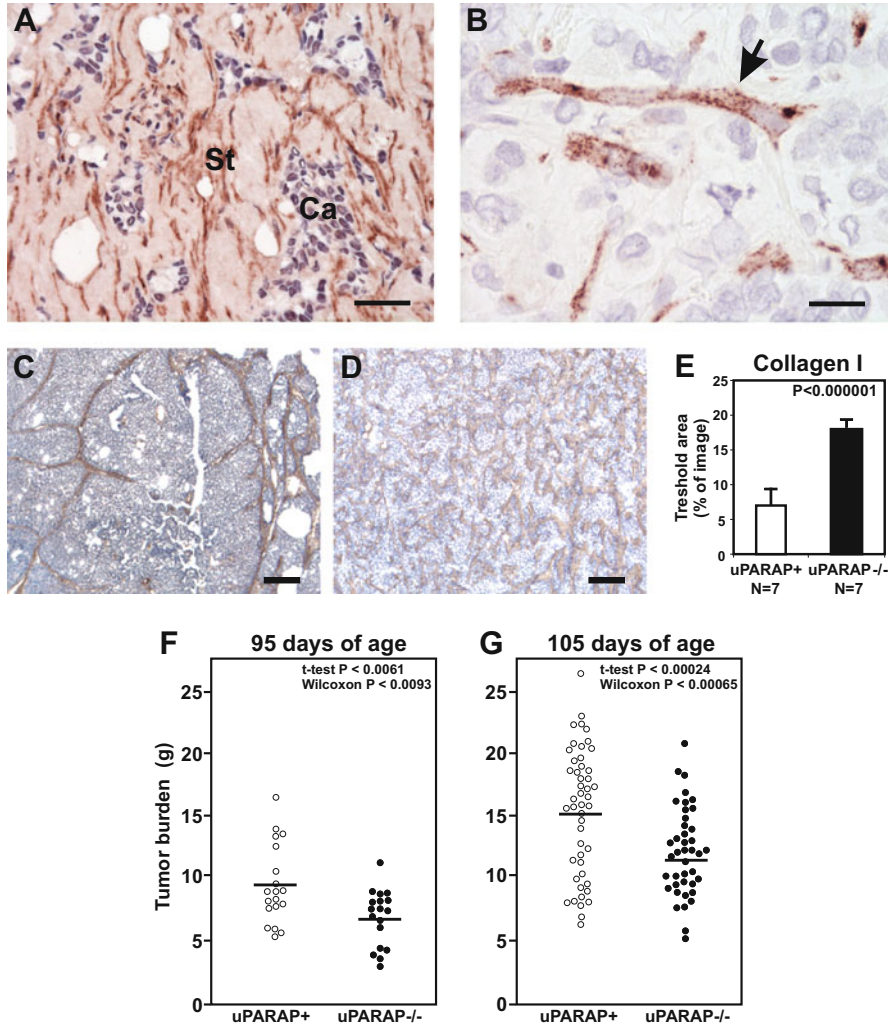 A
St
Ca
B
C
D
E
Collagen I
P<0.000001
25
20
15
10
5
0
Treshold area
(% of image)
uPARAP+
N=7
uPARAP-/-
N=7
F
95 days of age
t-test P < 0.0061
Wilcoxon P < 0.0093
25
20
15
10
5
0
Tumor burden (g)
uPARAP+
uPARAP-/-
G
105 days of age
t-test P < 0.00024
Wilcoxon P < 0.00065
25
20
15
10
5
0
uPARAP+
uPARAP-/-